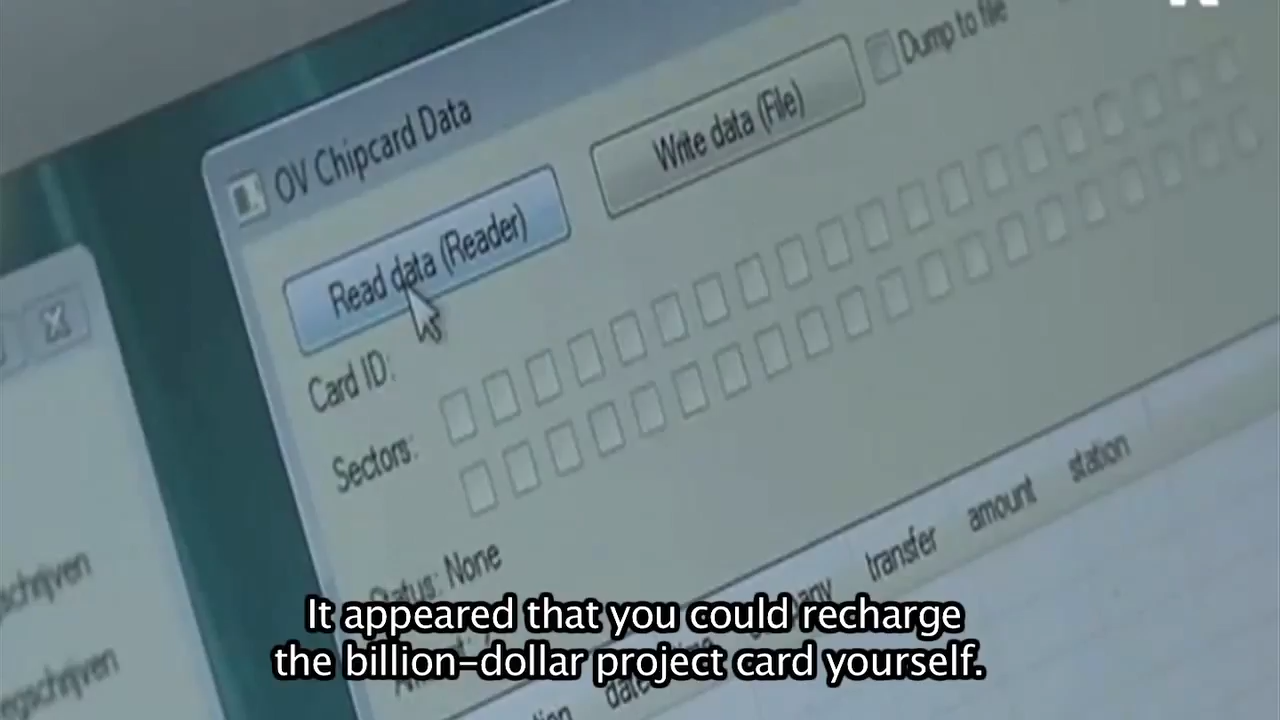 OV Chipcard Data
Read data (Reader)
Write data (File)
Dump to file
Card ID:
Sectors:
Status: None
transfer
amount
station
It appeared that you could recharge
the billion-dollar project card yourself.